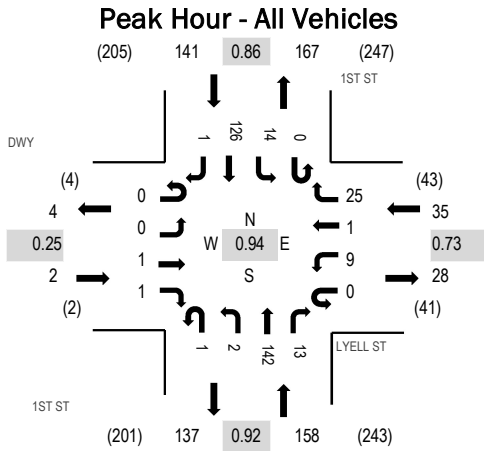 Peak Hour - All Vehicles
(205) 141 0.86 167 (247)
1ST ST
1 126 14 0
DWY
(4) (43)
0 25
4 35
0 N 1
0.25 W 0.94 E 0.73
1 S 9
2 28
1 0
(2) (41)
1 2 142 13
LYELL ST
1ST ST
(201) 137 0.92 158 (243)